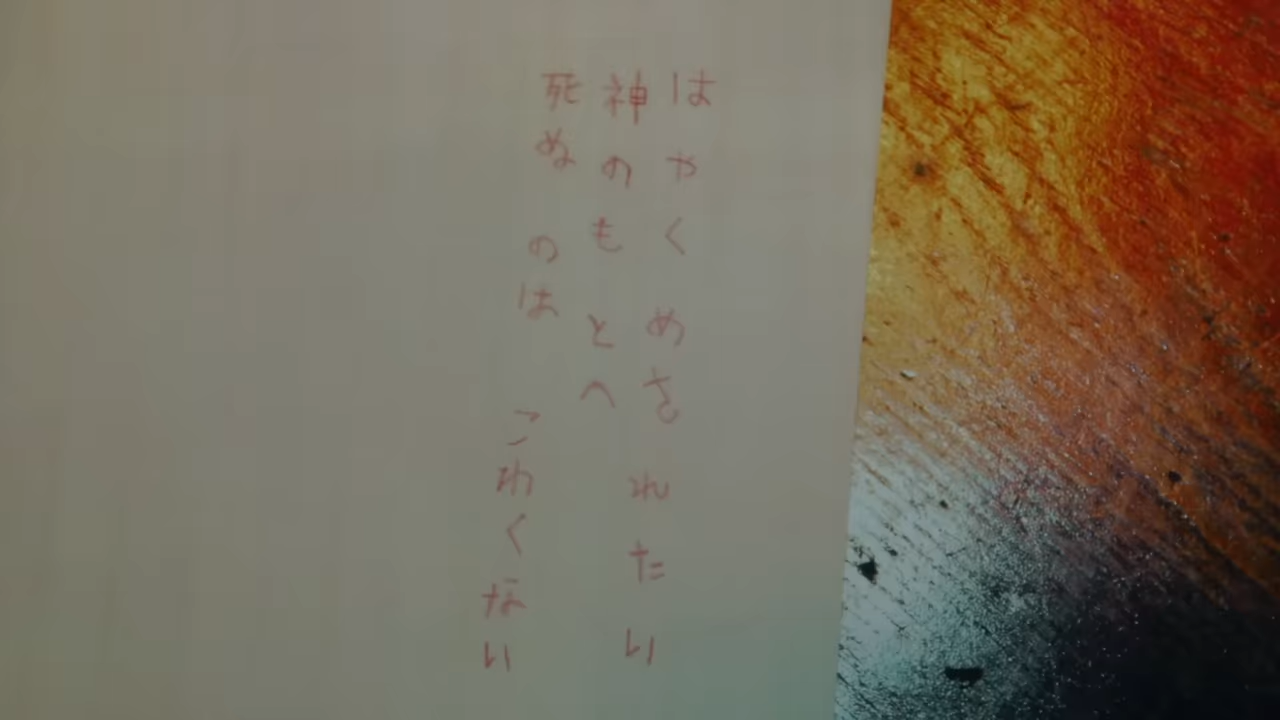 はやくめされたい
神のもとへ
死ぬのはこわくない